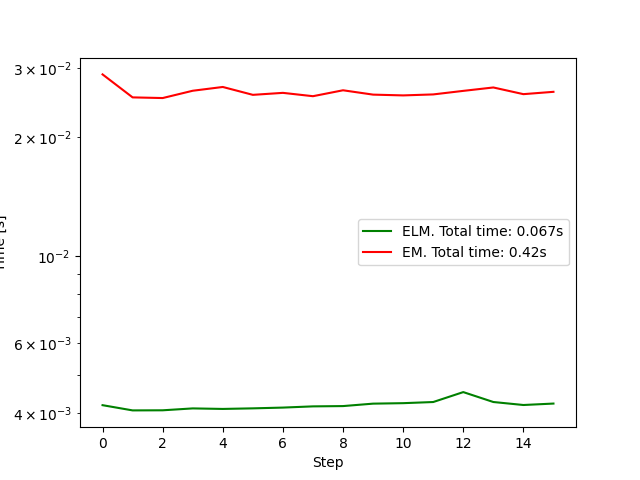 3 × 10⁻²
2 × 10⁻²
10⁻²
6 × 10⁻³
4 × 10⁻³
ELM. Total time: 0.067s
EM. Total time: 0.42s
0 2 4 6 8 10 12 14
Step
[s]